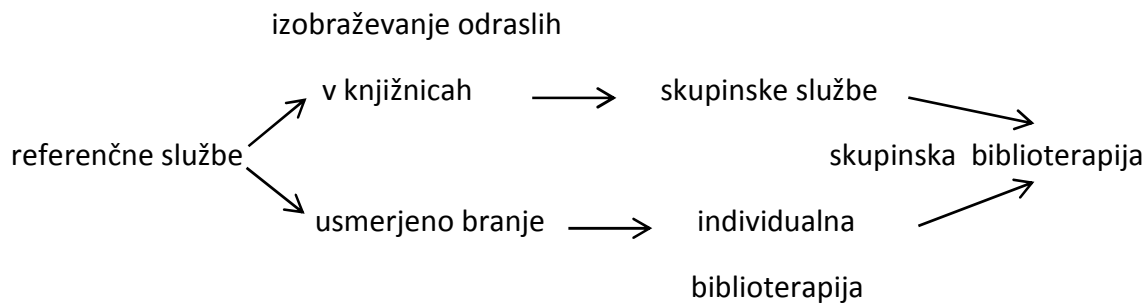 izobraževanje odraslih
v knjižnicah
skupinske službe
referenčne službe
skupinska biblioterapija
usmerjeno branje
individualna
biblioterapija